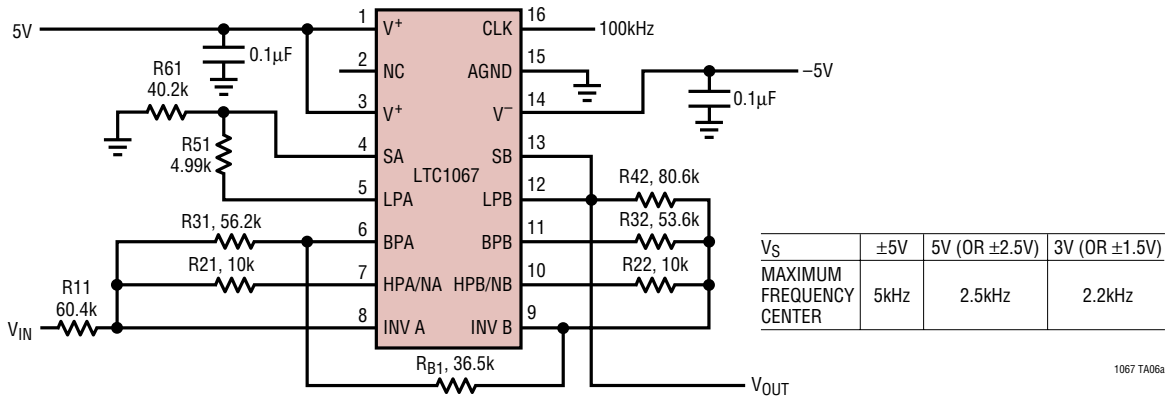 5V
0.1µF
R61
40.2k
R51
4.99k
R31, 56.2k
R21, 10k
R11
60.4k
VIN
1
V+
2
NC
3
V+
4
SA
5
LPA
6
BPA
7
HPA/NA
8
INV A
LTC1067
16
CLK
100kHz
15
AGND
14
V−
–5V
0.1µF
13
SB
12
LPB
11
BPB
10
HPB/NB
9
INV B
R42, 80.6k
R32, 53.6k
R22, 10k
RB1, 36.5k
VOUT
VS ±5V 5V (OR ±2.5V) 3V (OR ±1.5V)
MAXIMUM
FREQUENCY 5kHz 2.5kHz 2.2kHz
CENTER
1067 TA06a